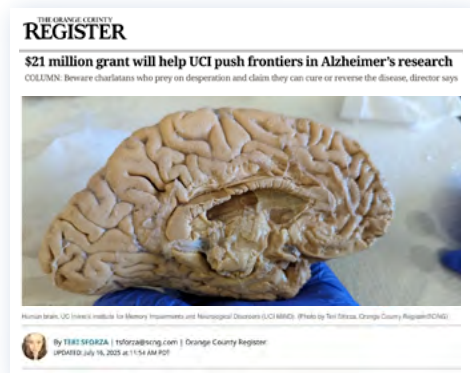 THE ORANGE COUNTY
REGISTER
$21 million grant will help UCI push frontiers in Alzheimer's research
COLUMN: Beware charlatans who prey on desperation and claim they can cure or reverse the disease, director says
Human brain, UC Irvine's Institute for Memory Impairments and Neurological Disorders (UCI MIND). (Photo by Teri Sforza, Orange County Register/SCNG)
By TERI SFORZA | tsforza@scng.com | Orange County Register
UPDATED: July 16, 2025 at 11:54 AM PDT